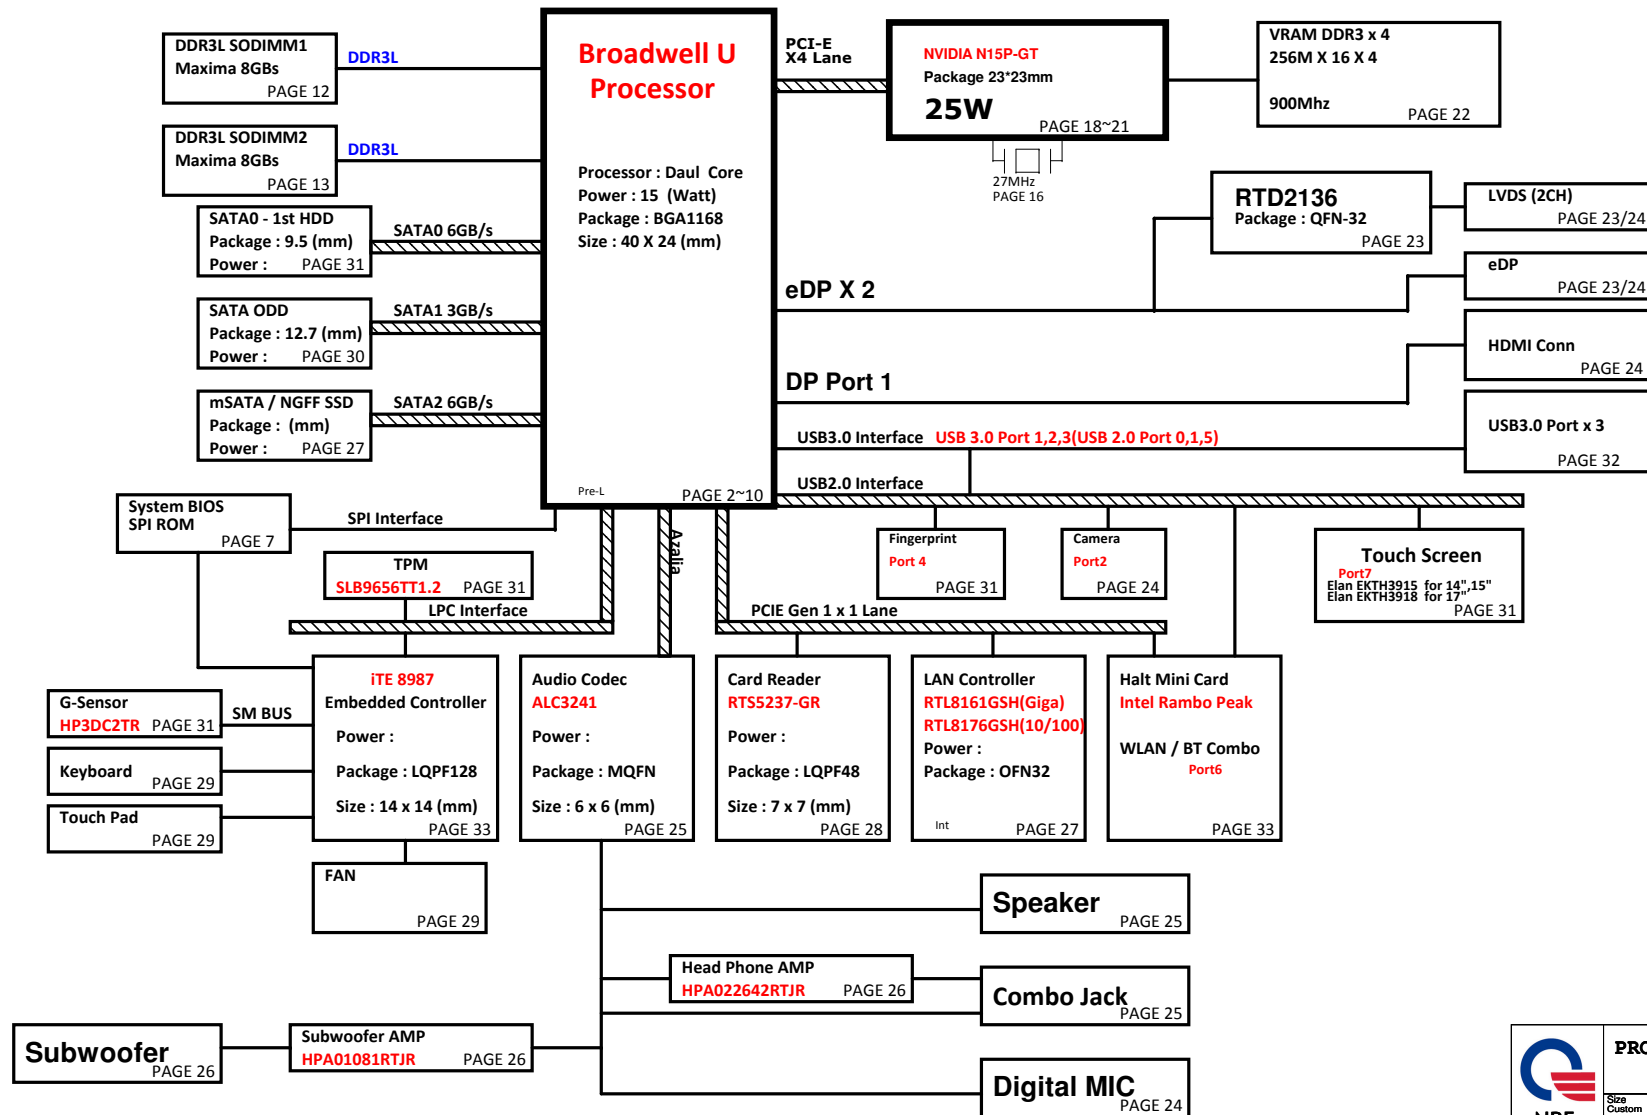 DDR3L SODIMM1
Maxima 8GBs
PAGE 12
DDR3L
DDR3L SODIMM2
Maxima 8GBs
PAGE 13
DDR3L
SATA0 - 1st HDD
Package : 9.5 (mm)
Power : PAGE 31
SATA0 6GB/s
SATA ODD
Package : 12.7 (mm)
Power : PAGE 30
SATA1 3GB/s
mSATA / NGFF SSD
Package : (mm)
Power : PAGE 27
SATA2 6GB/s
Broadwell U
Processor
Processor : Daul Core
Power : 15 (Watt)
Package : BGA1168
Size : 40 X 24 (mm)
Pre-L
PAGE 2~10
PCI-E
X4 Lane
NVIDIA N15P-GT
Package 23*23mm
25W
PAGE 18~21
27MHz
PAGE 16
VRAM DDR3 x 4
256M X 16 X 4
900Mhz
PAGE 22
RTD2136
Package : QFN-32
PAGE 23
LVDS (2CH)
PAGE 23/24
eDP X 2
eDP
PAGE 23/24
DP Port 1
HDMI Conn
PAGE 24
USB3.0 Interface USB 3.0 Port 1,2,3(USB 2.0 Port 0,1,5)
USB3.0 Port x 3
PAGE 32
USB2.0 Interface
System BIOS
SPI ROM
PAGE 7
SPI Interface
TPM
SLB9656TT1.2 PAGE 31
LPC Interface
Azalia
Fingerprint
Port 4
PAGE 31
Camera
Port2
PAGE 24
Touch Screen
Port7
Elan EKTH3915 for 14",15"
Elan EKTH3918 for 17"
PAGE 31
PCIE Gen 1 x 1 Lane
G-Sensor
HP3DC2TR PAGE 31
SM BUS
Keyboard
PAGE 29
Touch Pad
PAGE 29
iTE 8987
Embedded Controller
Power :
Package : LQPF128
Size : 14 x 14 (mm)
PAGE 33
Audio Codec
ALC3241
Power :
Package : MQFN
Size : 6 x 6 (mm)
PAGE 25
Card Reader
RTS5237-GR
Power :
Package : LQPF48
Size : 7 x 7 (mm)
PAGE 28
LAN Controller
RTL8161GSH(Giga)
RTL8176GSH(10/100)
Power :
Package : OFN32
Int
PAGE 27
Halt Mini Card
Intel Rambo Peak
WLAN / BT Combo
Port6
PAGE 33
FAN
PAGE 29
Speaker
PAGE 25
Head Phone AMP
HPA022642RTJR PAGE 26
Combo Jack
PAGE 25
Subwoofer
PAGE 26
Subwoofer AMP
HPA01081RTJR PAGE 26
Digital MIC
PAGE 24
Size
Custom